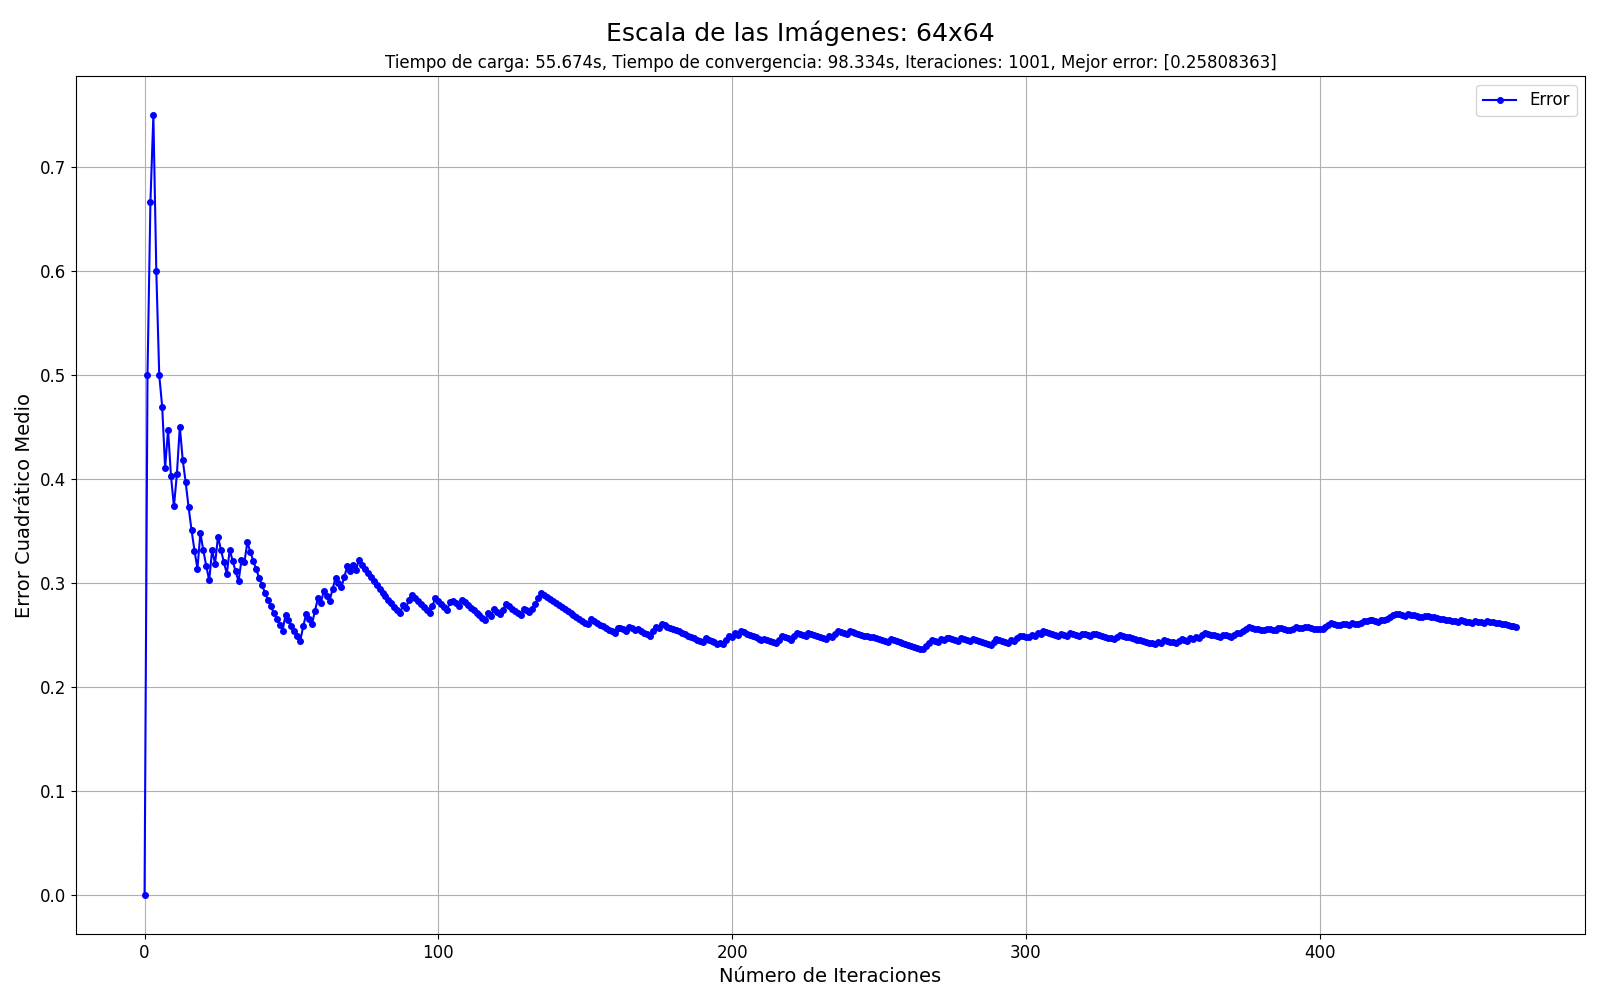 Escala de las Imágenes: 64x64
Tiempo de carga: 55.674s, Tiempo de convergencia: 98.334s, Iteraciones: 1001, Mejor error: [0.25808363]
Error
0.7
0.6
0.5
0.4
0.3
0.2
0.1
0.0
Error Cuadrático Medio
0 100 200 300 400
Número de Iteraciones